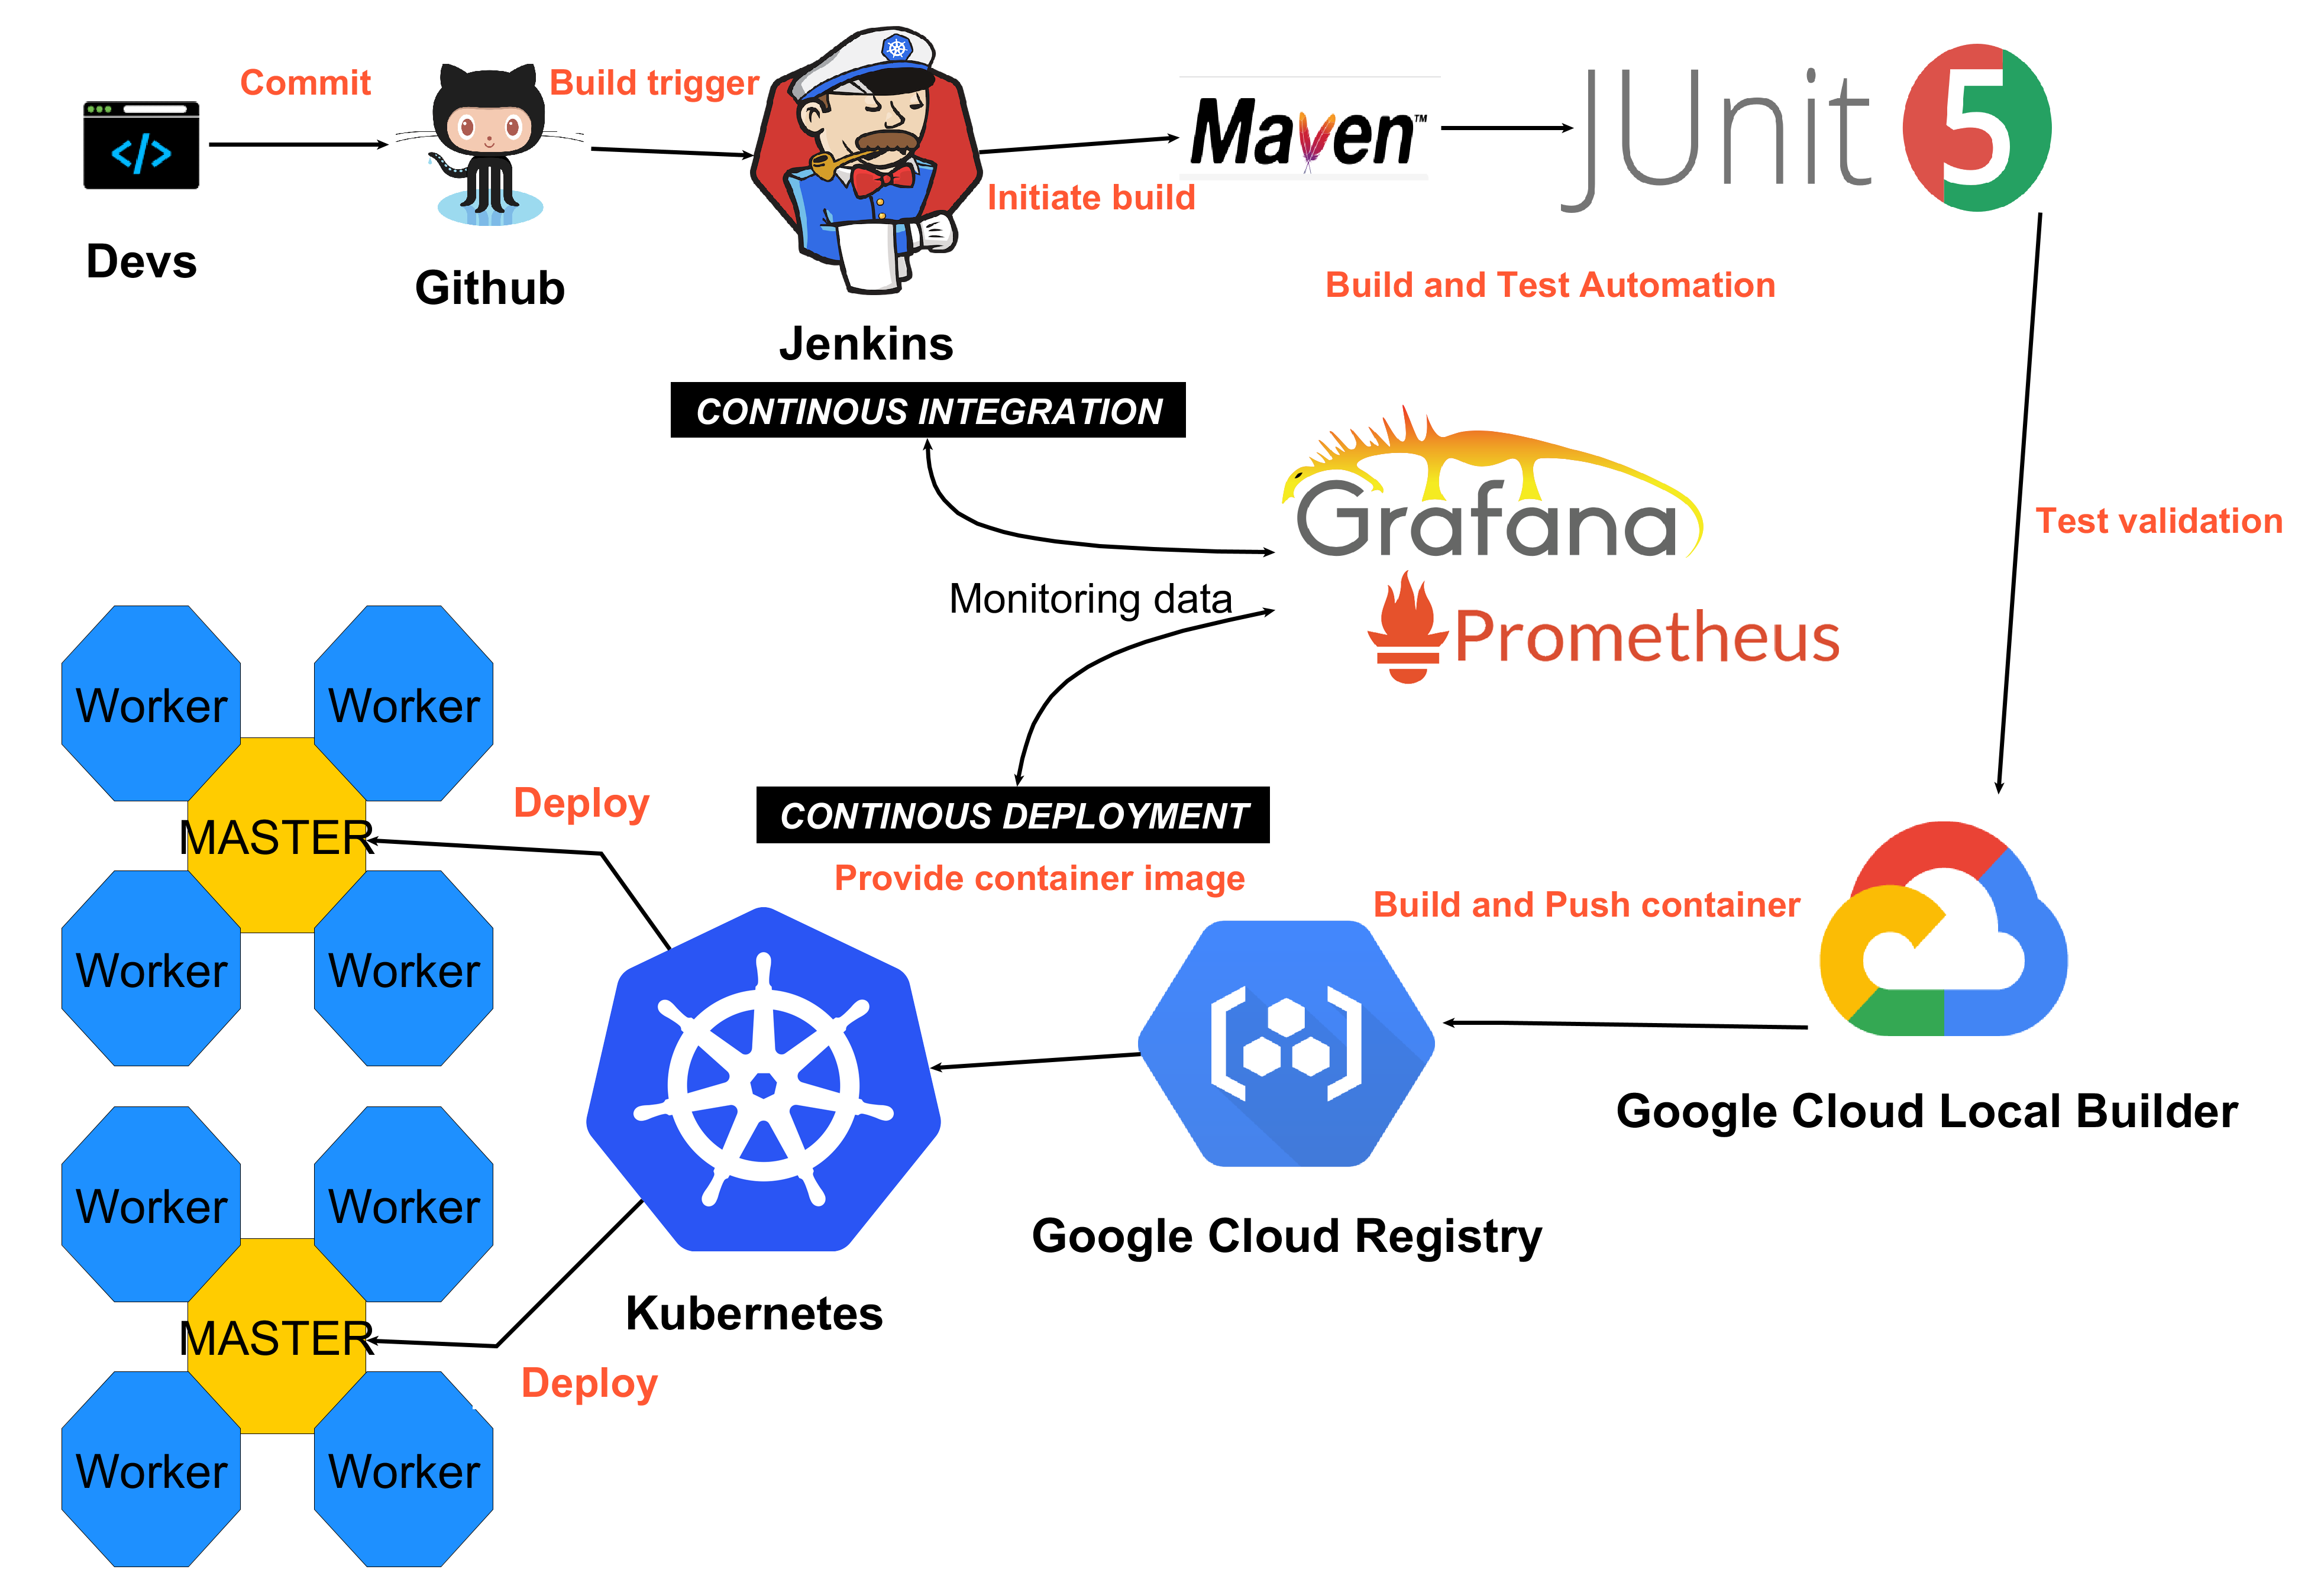 Commit
Build trigger
</>
Devs
Github
Jenkins
Initiate build
Maven™
JUnit 5
Build and Test Automation
CONTINOUS INTEGRATION
Grafana
Monitoring data
Prometheus
Test validation
Worker
Worker
MASTER
Worker
Worker
Deploy
CONTINOUS DEPLOYMENT
Provide container image
Build and Push container
Google Cloud Local Builder
Google Cloud Registry
Kubernetes
Worker
Worker
MASTER
Worker
Worker
Deploy